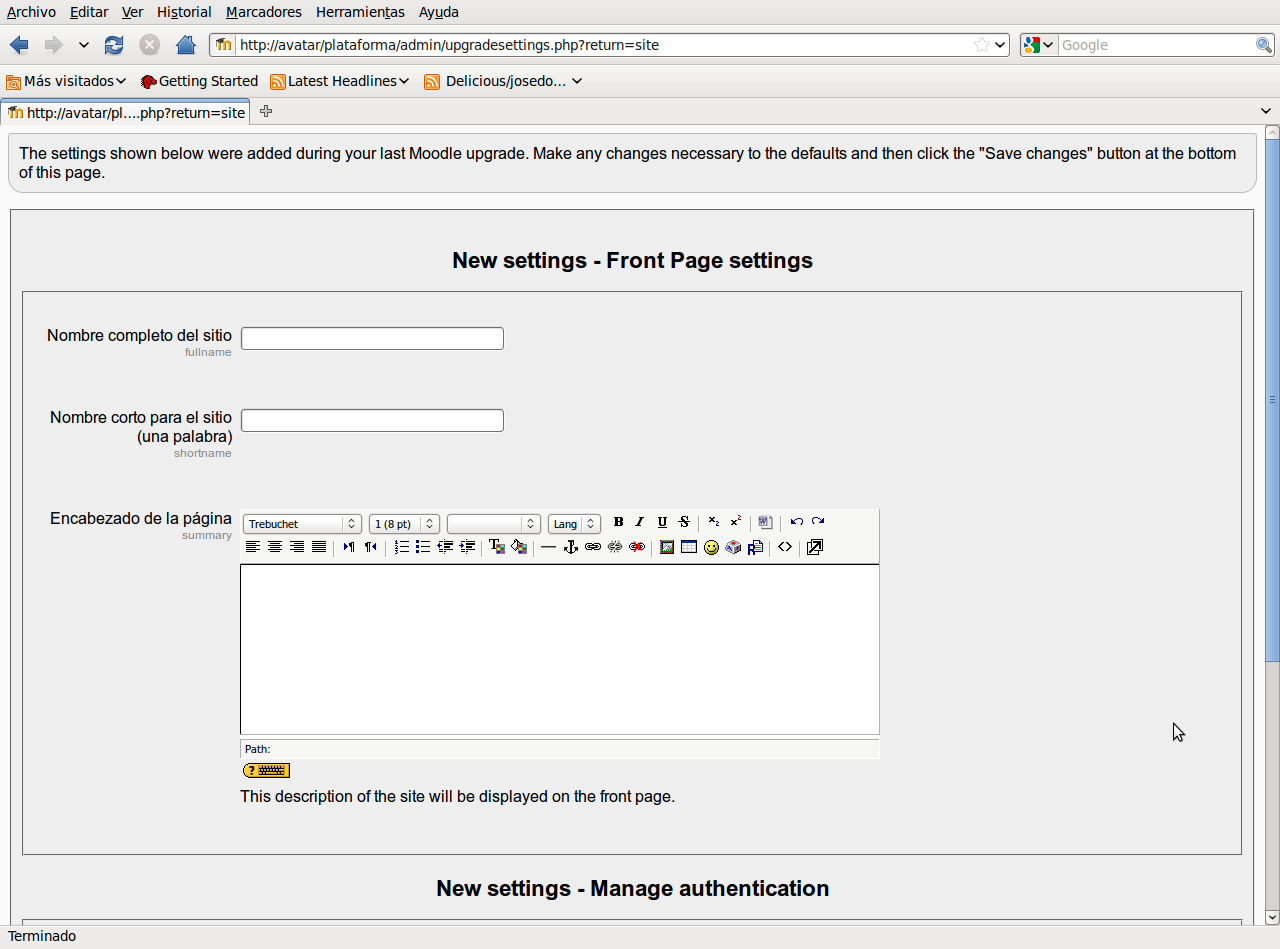 Archivo Editar Ver Historial Marcadores Herramientas Ayuda
http://avatar/plataforma/admin/upgradesettings.php?return=site
Google
Más visitados Getting Started Latest Headlines Delicious/josedo...
http://avatar/pl....php?return=site
The settings shown below were added during your last Moodle upgrade. Make any changes necessary to the defaults and then click the "Save changes" button at the bottom
of this page.
New settings - Front Page settings
Nombre completo del sitio
fullname
Nombre corto para el sitio
(una palabra)
shortname
Encabezado de la página
summary
Trebuchet 1 (8 pt) Lang B I U S x₂ x²
Path:
?
This description of the site will be displayed on the front page.
New settings - Manage authentication
Terminado